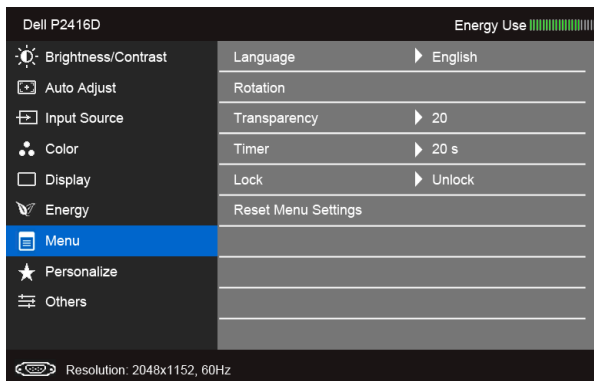 Dell P2416D Energy Use
Brightness/Contrast Language English
Auto Adjust Rotation
Input Source Transparency 20
Color Timer 20 s
Display Lock Unlock
Energy Reset Menu Settings
Menu
Personalize
Others
Resolution: 2048x1152, 60Hz